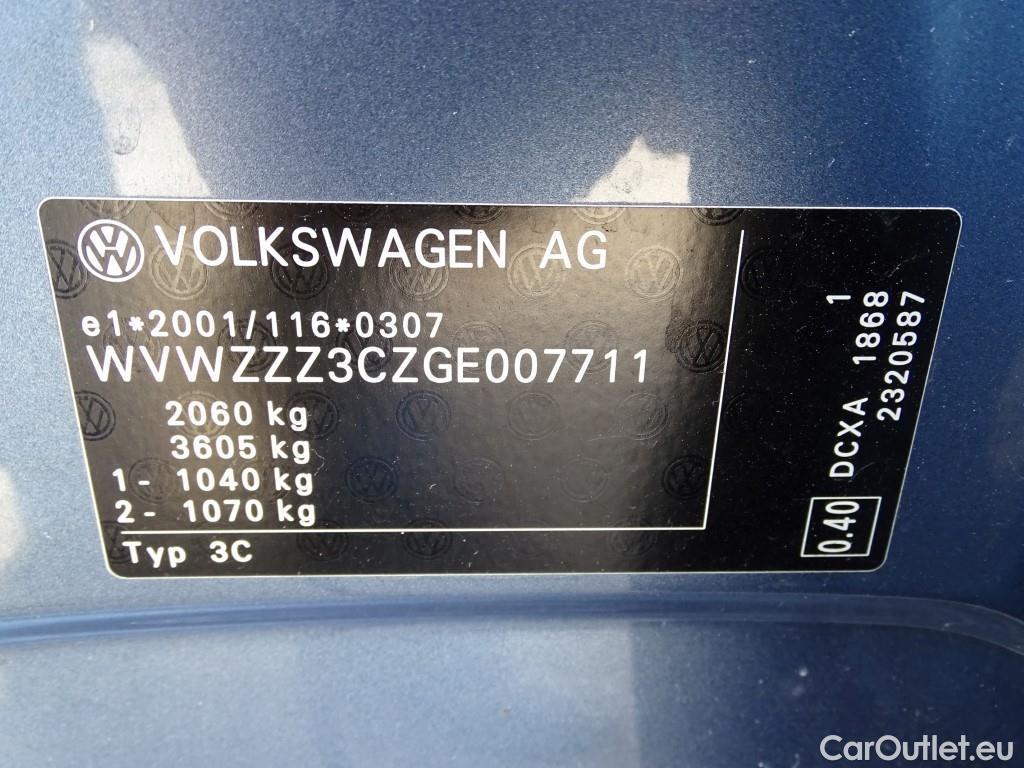 VOLKSWAGEN AG
e1*2001/116*0307
WVWZZZ3CZGE007711
2060 kg
3605 kg
1- 1040 kg
2- 1070 kg
Typ 3C
0.40 DCXA 1868 1
2320587
CarOutlet.eu